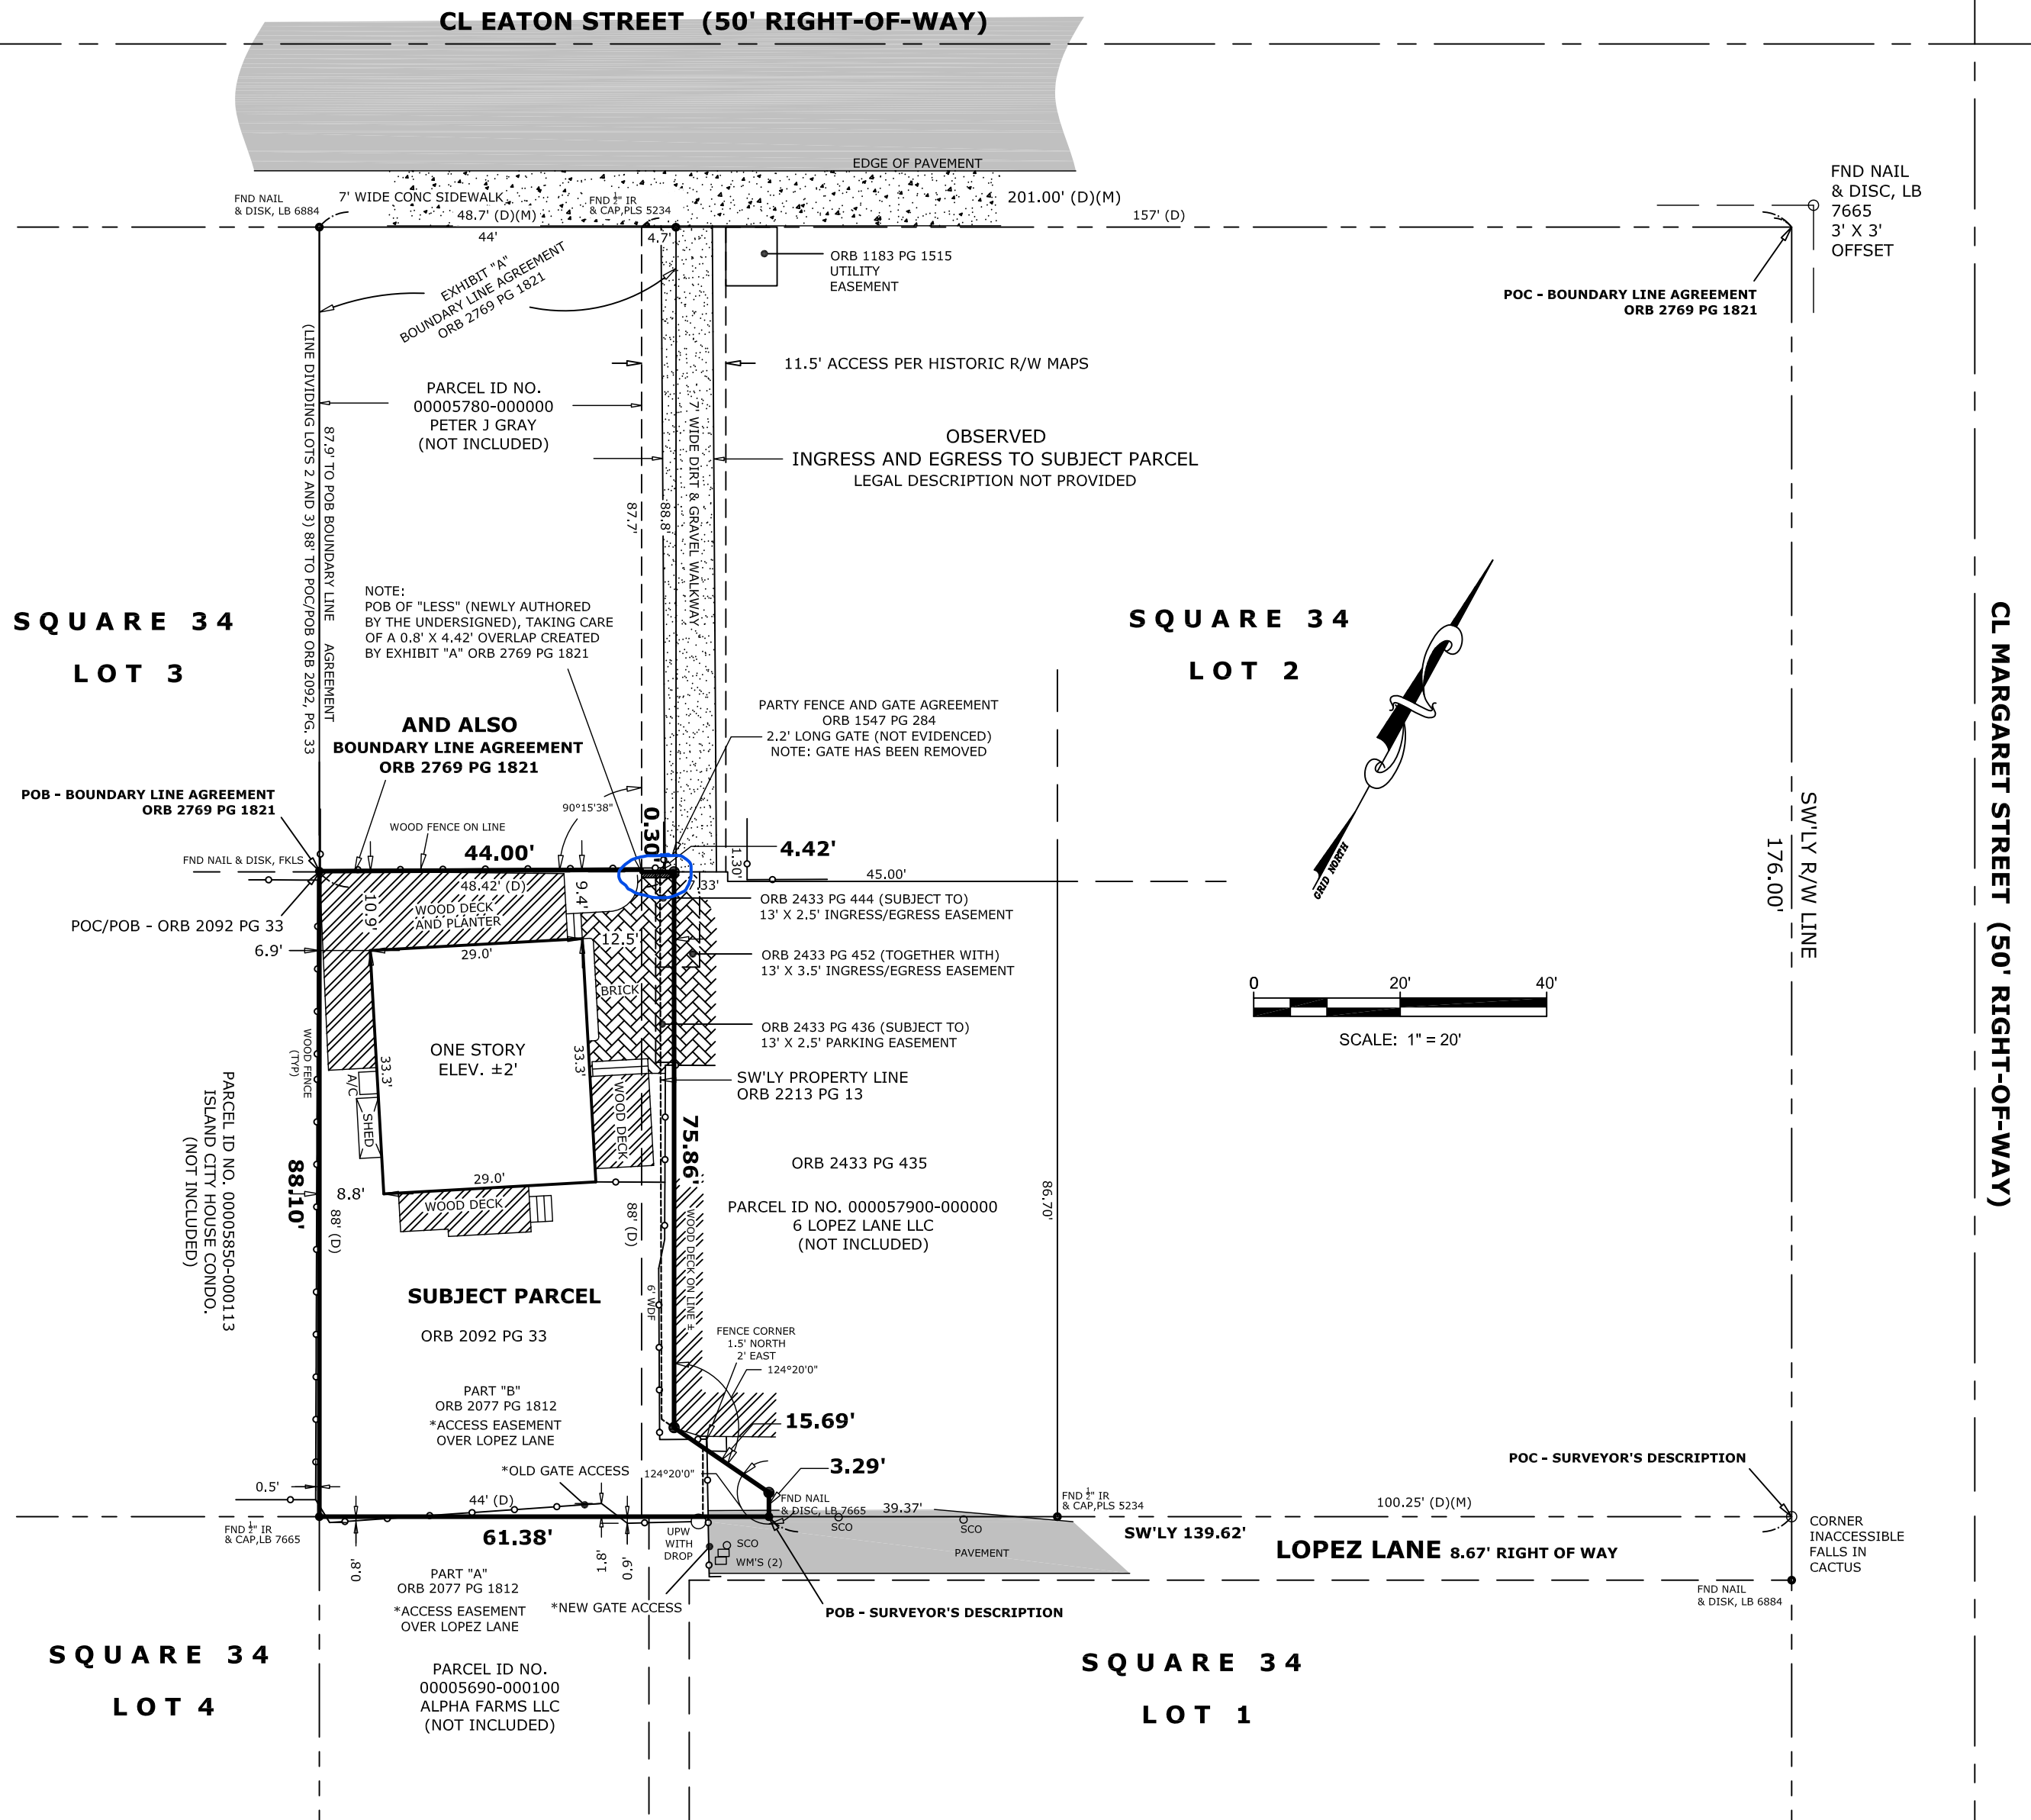 CL EATON STREET (50' RIGHT-OF-WAY)
EDGE OF PAVEMENT
FND NAIL
& DISK, LB 6884
7' WIDE CONC SIDEWALK
FND ½" IR
& CAP,PLS 5234
48.7' (D)(M)
44'
4.7'
201.00' (D)(M)
157' (D)
FND NAIL
& DISC, LB
7665
3' X 3'
OFFSET
ORB 1183 PG 1515
UTILITY
EASEMENT
POC - BOUNDARY LINE AGREEMENT
ORB 2769 PG 1821
EXHIBIT "A"
BOUNDARY LINE AGREEMENT
ORB 2769 PG 1821
11.5' ACCESS PER HISTORIC R/W MAPS
PARCEL ID NO.
00005780-000000
PETER J GRAY
(NOT INCLUDED)
OBSERVED
INGRESS AND EGRESS TO SUBJECT PARCEL
LEGAL DESCRIPTION NOT PROVIDED
(LINE DIVIDING LOTS 2 AND 3) 88' TO POC/POB ORB 2092, PG. 33
87.9' TO POB BOUNDARY LINE AGREEMENT
87.7'
88.8'
7' WIDE DIRT & GRAVEL WALKWAY
NOTE:
POB OF "LESS" (NEWLY AUTHORED
BY THE UNDERSIGNED), TAKING CARE
OF A 0.8' X 4.42' OVERLAP CREATED
BY EXHIBIT "A" ORB 2769 PG 1821
SQUARE 34
LOT 3
SQUARE 34
LOT 2
CL MARGARET STREET (50' RIGHT-OF-WAY)
PARTY FENCE AND GATE AGREEMENT
ORB 1547 PG 284
2.2' LONG GATE (NOT EVIDENCED)
NOTE: GATE HAS BEEN REMOVED
AND ALSO
BOUNDARY LINE AGREEMENT
ORB 2769 PG 1821
POB - BOUNDARY LINE AGREEMENT
ORB 2769 PG 1821
90°15'38"
0.30'
WOOD FENCE ON LINE
44.00'
4.42'
1.30'
FND NAIL & DISK, FKLS
45.00'
.33'
GRID NORTH
SW'LY R/W LINE
176.00'
48.42' (D)
10.9'
9.4'
WOOD DECK
AND PLANTER
ORB 2433 PG 444 (SUBJECT TO)
13' X 2.5' INGRESS/EGRESS EASEMENT
POC/POB - ORB 2092 PG 33
6.9'
29.0'
12.5'
ORB 2433 PG 452 (TOGETHER WITH)
13' X 3.5' INGRESS/EGRESS EASEMENT
BRICK
0
20'
40'
SCALE: 1" = 20'
ORB 2433 PG 436 (SUBJECT TO)
13' X 2.5' PARKING EASEMENT
WOOD FENCE
(TYP)
33.3'
ONE STORY
ELEV. ±2'
33.3'
A/C
SHED
WOOD DECK
SW'LY PROPERTY LINE
ORB 2213 PG 13
75.86'
ORB 2433 PG 435
PARCEL ID NO. 00005850-000113
ISLAND CITY HOUSE CONDO.
(NOT INCLUDED)
88.10'
88' (D)
8.8'
29.0'
WOOD DECK
88' (D)
PARCEL ID NO. 000057900-000000
6 LOPEZ LANE LLC
(NOT INCLUDED)
86.70'
WOOD DECK ON LINE ±
6' WDF
SUBJECT PARCEL
ORB 2092 PG 33
FENCE CORNER
1.5' NORTH
2' EAST
124°20'0"
PART "B"
ORB 2077 PG 1812
*ACCESS EASEMENT
OVER LOPEZ LANE
15.69'
3.29'
POC - SURVEYOR'S DESCRIPTION
*OLD GATE ACCESS
124°20'0"
0.5'
44' (D)
FND NAIL
& DISC, LB 7665
39.37'
FND ½" IR
& CAP,PLS 5234
100.25' (D)(M)
FND ½" IR
& CAP,LB 7665
61.38'
UPW
WITH
DROP
SCO
SCO
SCO
WM'S (2)
PAVEMENT
SW'LY 139.62'
LOPEZ LANE 8.67' RIGHT OF WAY
CORNER
INACCESSIBLE
FALLS IN
CACTUS
0.8'
1.8'
0.9'
PART "A"
ORB 2077 PG 1812
*ACCESS EASEMENT
OVER LOPEZ LANE
*NEW GATE ACCESS
POB - SURVEYOR'S DESCRIPTION
FND NAIL
& DISK, LB 6884
SQUARE 34
LOT 4
PARCEL ID NO.
00005690-000100
ALPHA FARMS LLC
(NOT INCLUDED)
SQUARE 34
LOT 1